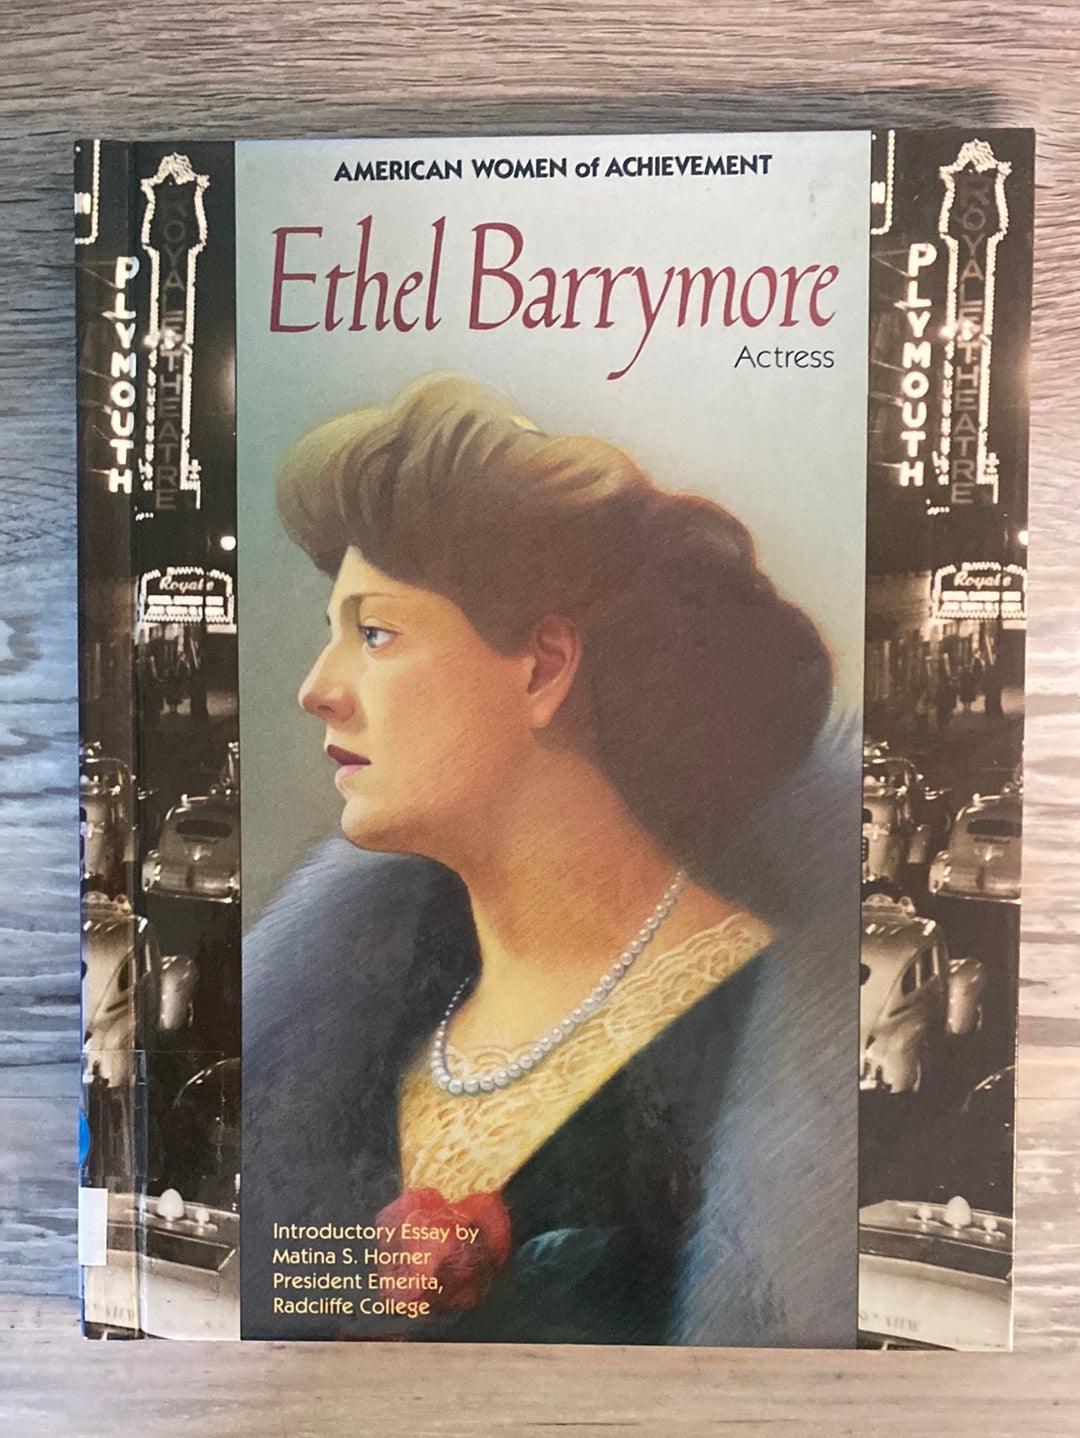 AMERICAN WOMEN of ACHIEVEMENT
Ethel Barrymore
Actress
PLYMOUTH
ROYALE THEATRE
Royale
PLYMOUTH
ROYALE THEATRE
Royale
Introductory Essay by
Matina S. Horner
President Emerita,
Radcliffe College